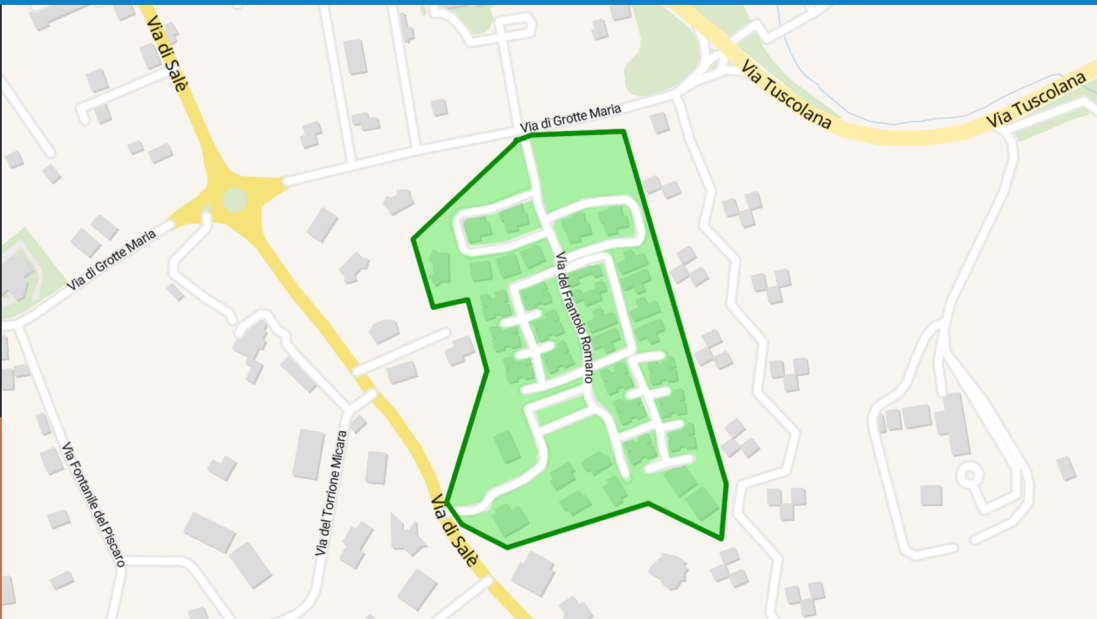 Via di Salè
Via Tuscolana
Via Tuscolana
Via di Grotte Maria
Via di Grotte Maria
Via del Frantoio Romano
Via Fontanile del Piscaro
Via del Torrione Micara
Via di Salè